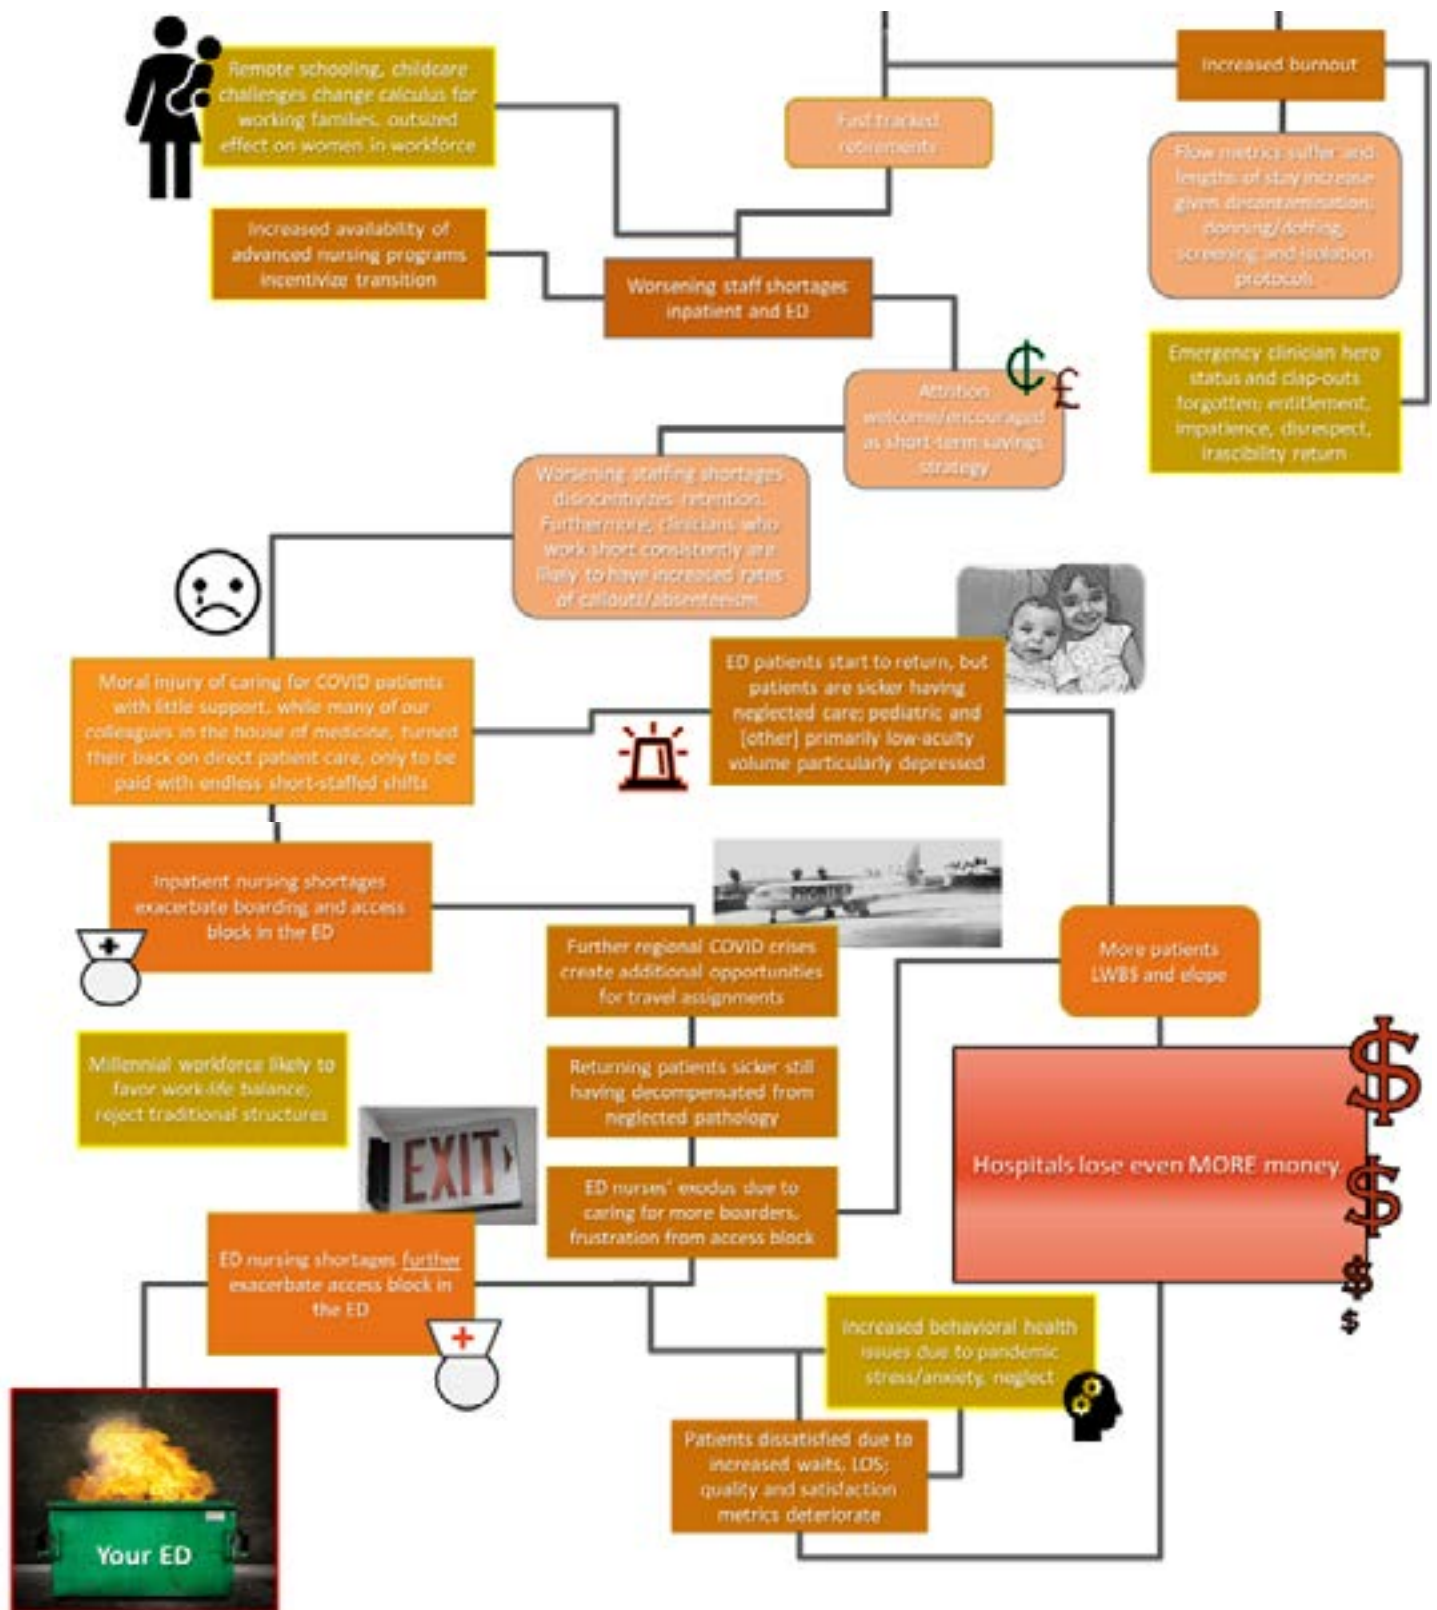 Remote schooling, childcare
challenges change calculus for
working families, outsized
effect on women in workforce
Increased burnout
Fast tracked
retirements
Flow metrics suffer and
lengths of stay increase
given decontamination;
donning/doffing,
screening and isolation
protocols
Increased availability of
advanced nursing programs
incentivize transition
Worsening staff shortages
inpatient and ED
Emergency clinician hero
status and clap-outs
forgotten; entitlement,
impatience, disrespect,
irascibility return
₵
£
Attrition
welcome/encouraged
as short-term savings
strategy
Worsening staffing shortages
disincentivizes retention.
Furthermore, clinicians who
work short consistently are
likely to have increased rates
of callouts/absenteeism
Moral injury of caring for COVID patients
with little support, while many of our
colleagues in the house of medicine, turned
their back on direct patient care, only to be
paid with endless short-staffed shifts
ED patients start to return, but
patients are sicker having
neglected care; pediatric and
[other] primarily low-acuity
volume particularly depressed
Inpatient nursing shortages
exacerbate boarding and access
block in the ED
FRONTIER
Further regional COVID crises
create additional opportunities
for travel assignments
More patients
LWBS and elope
Millennial workforce likely to
favor work-life balance,
reject traditional structures
Returning patients sicker still
having decompensated from
neglected pathology
EXIT
Hospitals lose even MORE money.
$
$
$
$
ED nurses' exodus due to
caring for more boarders,
frustration from access block
ED nursing shortages further
exacerbate access block in
the ED
Increased behavioral health
issues due to pandemic
stress/anxiety, neglect
Patients dissatisfied due to
increased waits, LOS;
quality and satisfaction
metrics deteriorate
Your ED